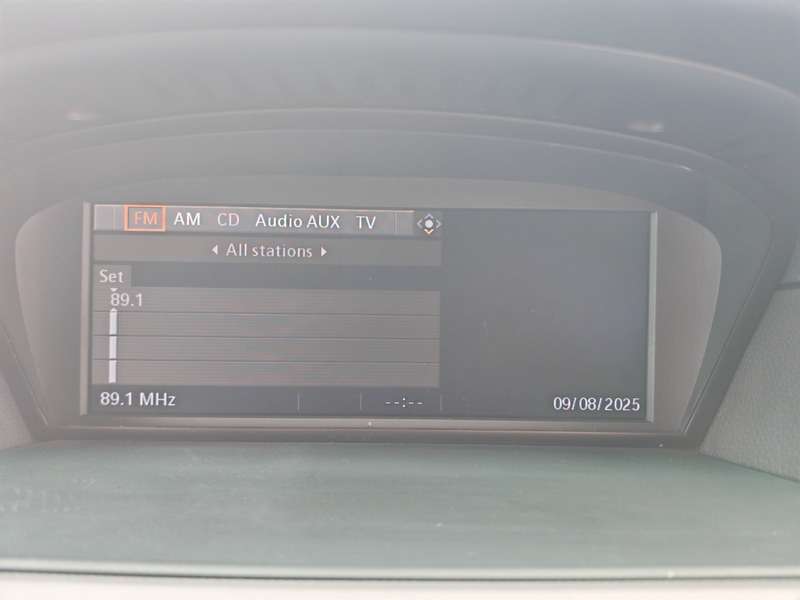 FM AM CD Audio AUX TV
All stations
Set
89.1
89.1 MHz --:-- 09/08/2025